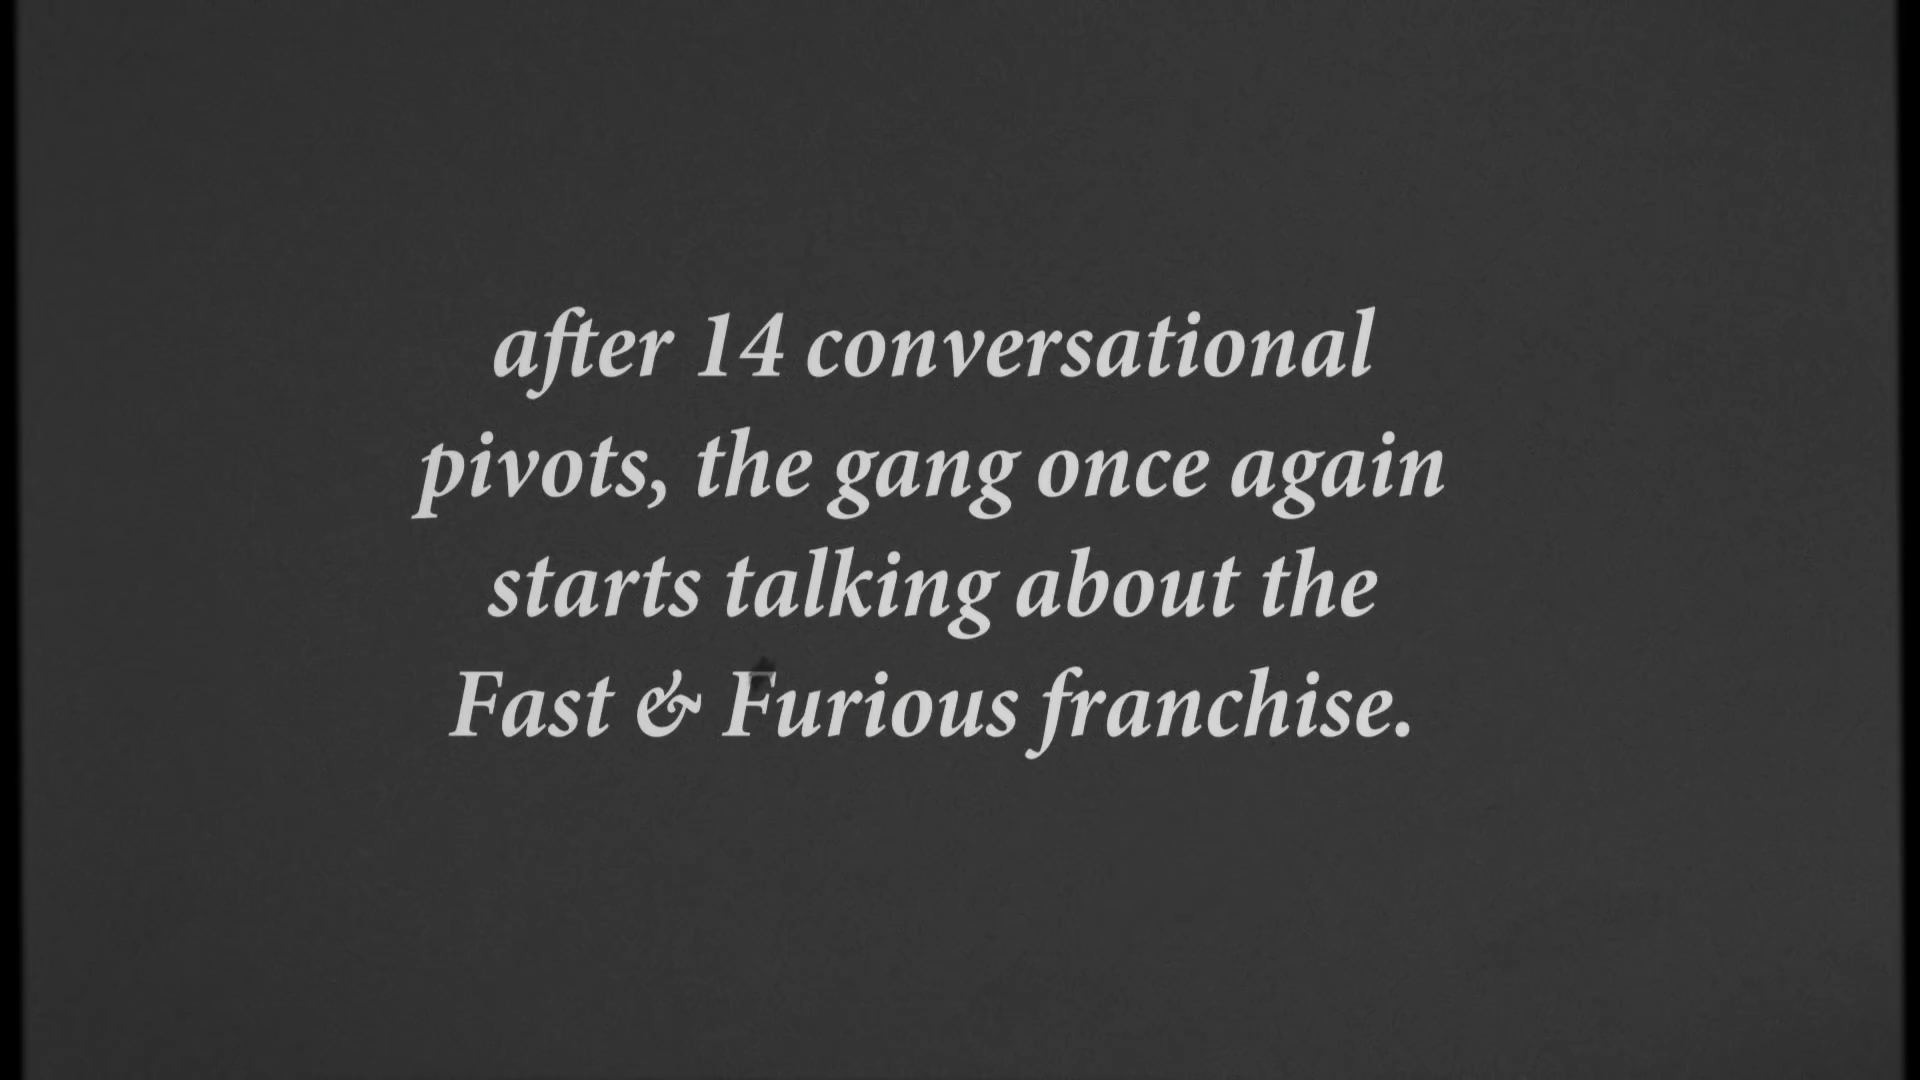 after 14 conversational
pivots, the gang once again
starts talking about the
Fast & Furious franchise.